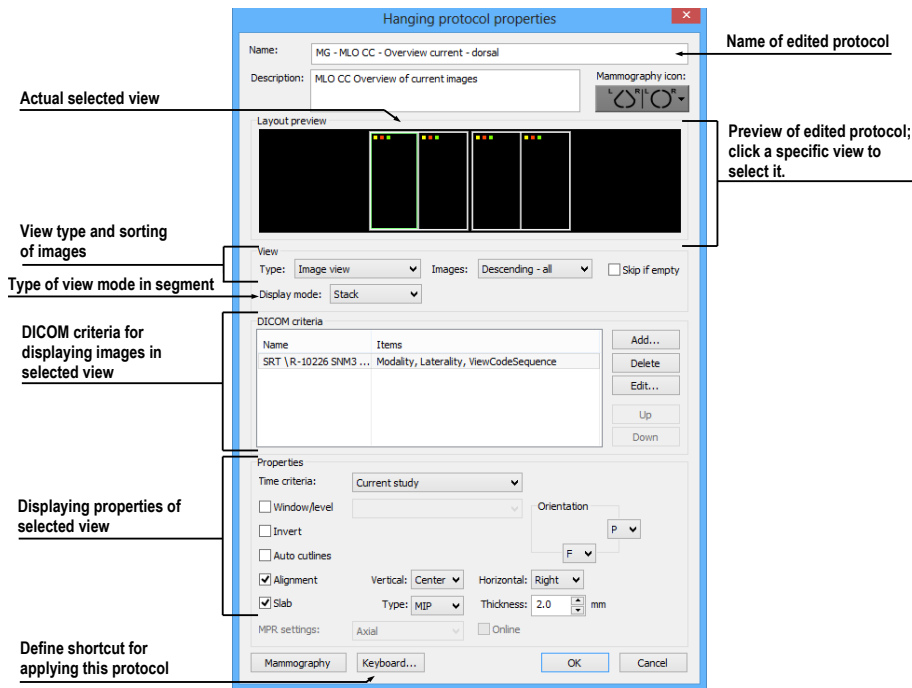 Hanging protocol properties
Name:
MG - MLO CC - Overview current - dorsal
Name of edited protocol
Description:
MLO CC Overview of current images
Mammography icon:
L R L R
Actual selected view
Layout preview
Preview of edited protocol;
click a specific view to
select it.
View type and sorting
of images
View
Type:
Image view
Images:
Descending - all
Skip if empty
Type of view mode in segment
Display mode:
Stack
DICOM criteria for
displaying images in
selected view
DICOM criteria
Name
Items
SRT \R-10226 SNM3 ...
Modality, Laterality, ViewCodeSequence
Add...
Delete
Edit...
Up
Down
Displaying properties of
selected view
Properties
Time criteria:
Current study
Window/level
Orientation
P
F
Invert
Auto cutlines
Alignment
Vertical:
Center
Horizontal:
Right
Slab
Type:
MIP
Thickness:
2.0
mm
MPR settings:
Axial
Online
Define shortcut for
applying this protocol
Mammography
Keyboard...
OK
Cancel